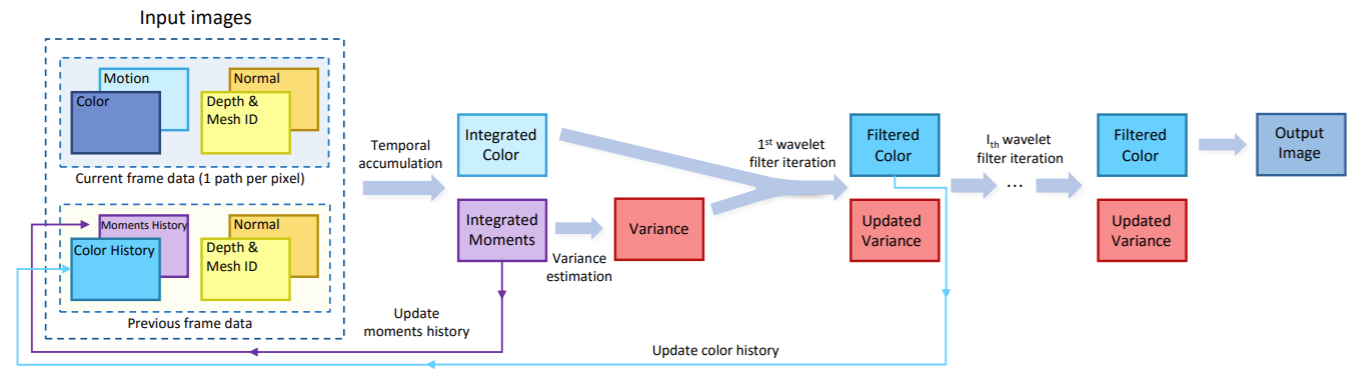 Input images
Motion
Normal
Color
Depth &
Mesh ID
Current frame data (1 path per pixel)
Moments History
Normal
Color History
Depth &
Mesh ID
Previous frame data
Temporal
accumulation
Integrated
Color
Integrated
Moments
Variance
estimation
Variance
Update
moments history
Update color history
1st wavelet
filter iteration
Filtered
Color
Updated
Variance
Ith wavelet
filter iteration
...
Filtered
Color
Updated
Variance
Output
Image